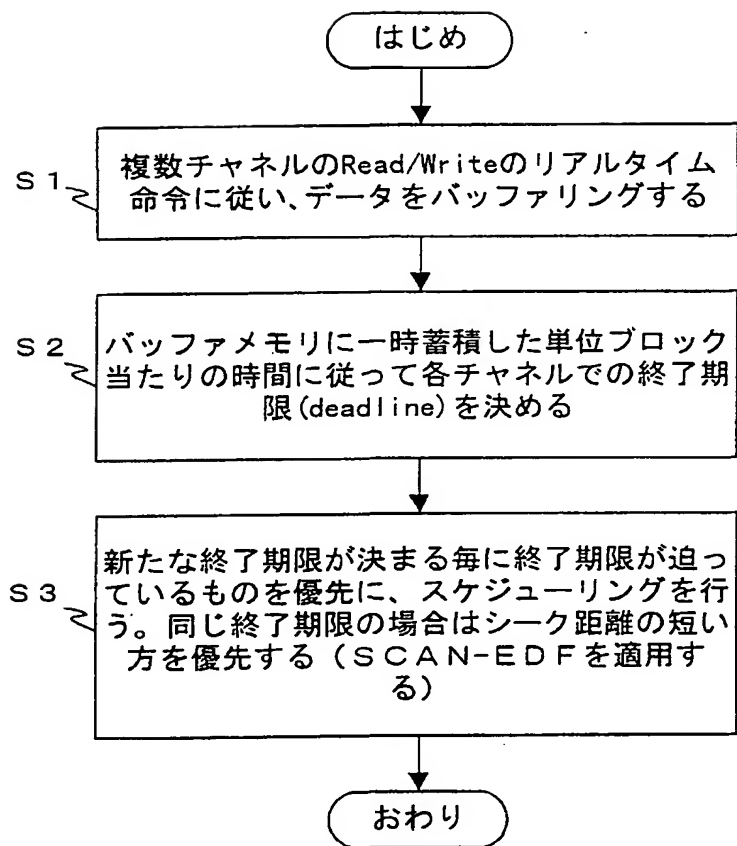 はじめ
S1
複数チャネルのRead/Writeのリアルタイム
命令に従い、データをバッファリングする
S2
バッファメモリに一時蓄積した単位ブロック
当たりの時間に従って各チャネルでの終了期
限(deadline)を決める
S3
新たな終了期限が決まる毎に終了期限が迫っ
ているものを優先に、スケジューリングを行
う。同じ終了期限の場合はシーク距離の短い
方を優先する（SCAN-EDFを適用す
る）
おわり